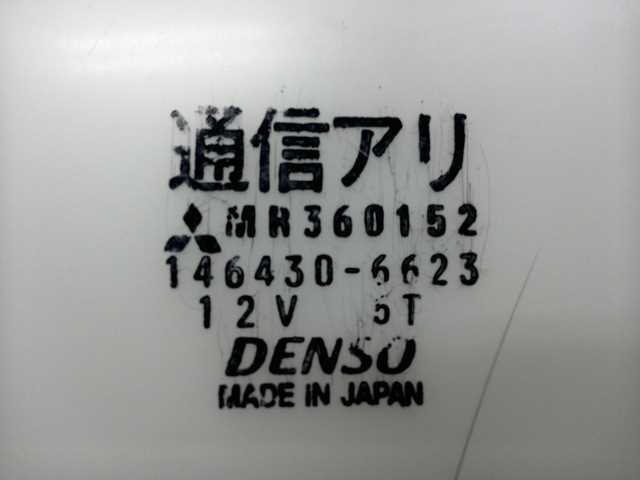 通信アリ
MR360152
146430-6623
12V 5T
DENSO
MADE IN JAPAN